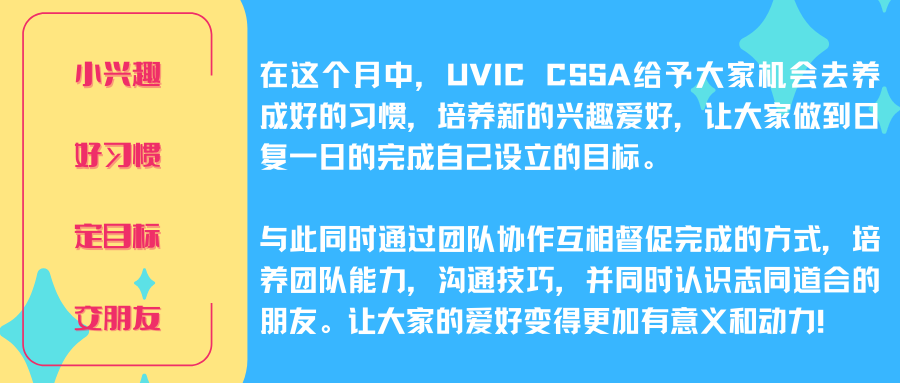 小兴趣
好习惯
定目标
交朋友
在这个月中，UVIC CSSA给予大家机会去养
成好的习惯，培养新的兴趣爱好，让大家做到日
复一日的完成自己设立的目标。
与此同时通过团队协作互相督促完成的方式，培
养团队能力，沟通技巧，并同时认识志同道合的
朋友。让大家的爱好变得更加有意义和动力!